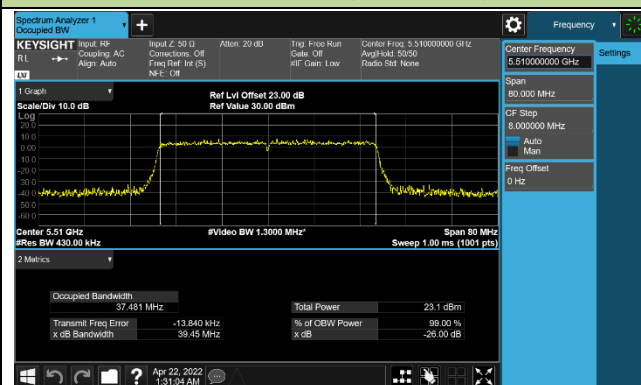 Spectrum Analyzer 1
Occupied BW
Frequency
KEYSIGHT
RL
Input: RF
Coupling: AC
Align: Auto
Input Z: 50 Ω
Corrections: Off
Freq Ref: Int (S)
NFE: Off
Atten: 20 dB
Trig: Free Run
Gate: Off
#IF Gain: Low
Center Freq: 5.510000000 GHz
Avg|Hold: 50/50
Radio Std: None
LXI
Center Frequency
5.510000000 GHz
Settings
Span
80.000 MHz
CF Step
8.000000 MHz
Auto
Man
Freq Offset
0 Hz
1 Graph
Scale/Div 10.0 dB
Ref Lvl Offset 23.00 dB
Ref Value 30.00 dBm
Log
20.0
10.0
0.00
-10.0
-20.0
-30.0
-40.0
-50.0
-60.0
Center 5.51 GHz
#Video BW 1.3000 MHz*
Span 80 MHz
#Res BW 430.00 kHz
Sweep 1.00 ms (1001 pts)
2 Metrics
Occupied Bandwidth
37.481 MHz
Total Power
23.1 dBm
Transmit Freq Error
-13.840 kHz
% of OBW Power
99.00 %
x dB Bandwidth
39.45 MHz
x dB
-26.00 dB
?
Apr 22, 2022
1:31:04 AM